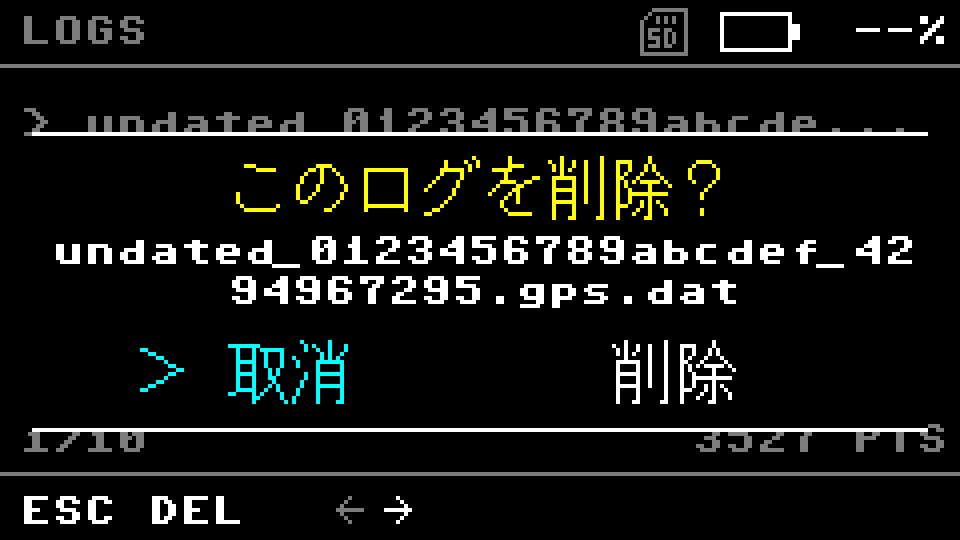 LOGS SD --%
> undated_0123456789abcde...
このログを削除？
undated_0123456789abcdef_42
94967295.gps.dat
> 取消 削除
1/10 3527 PTS
ESC DEL ← →